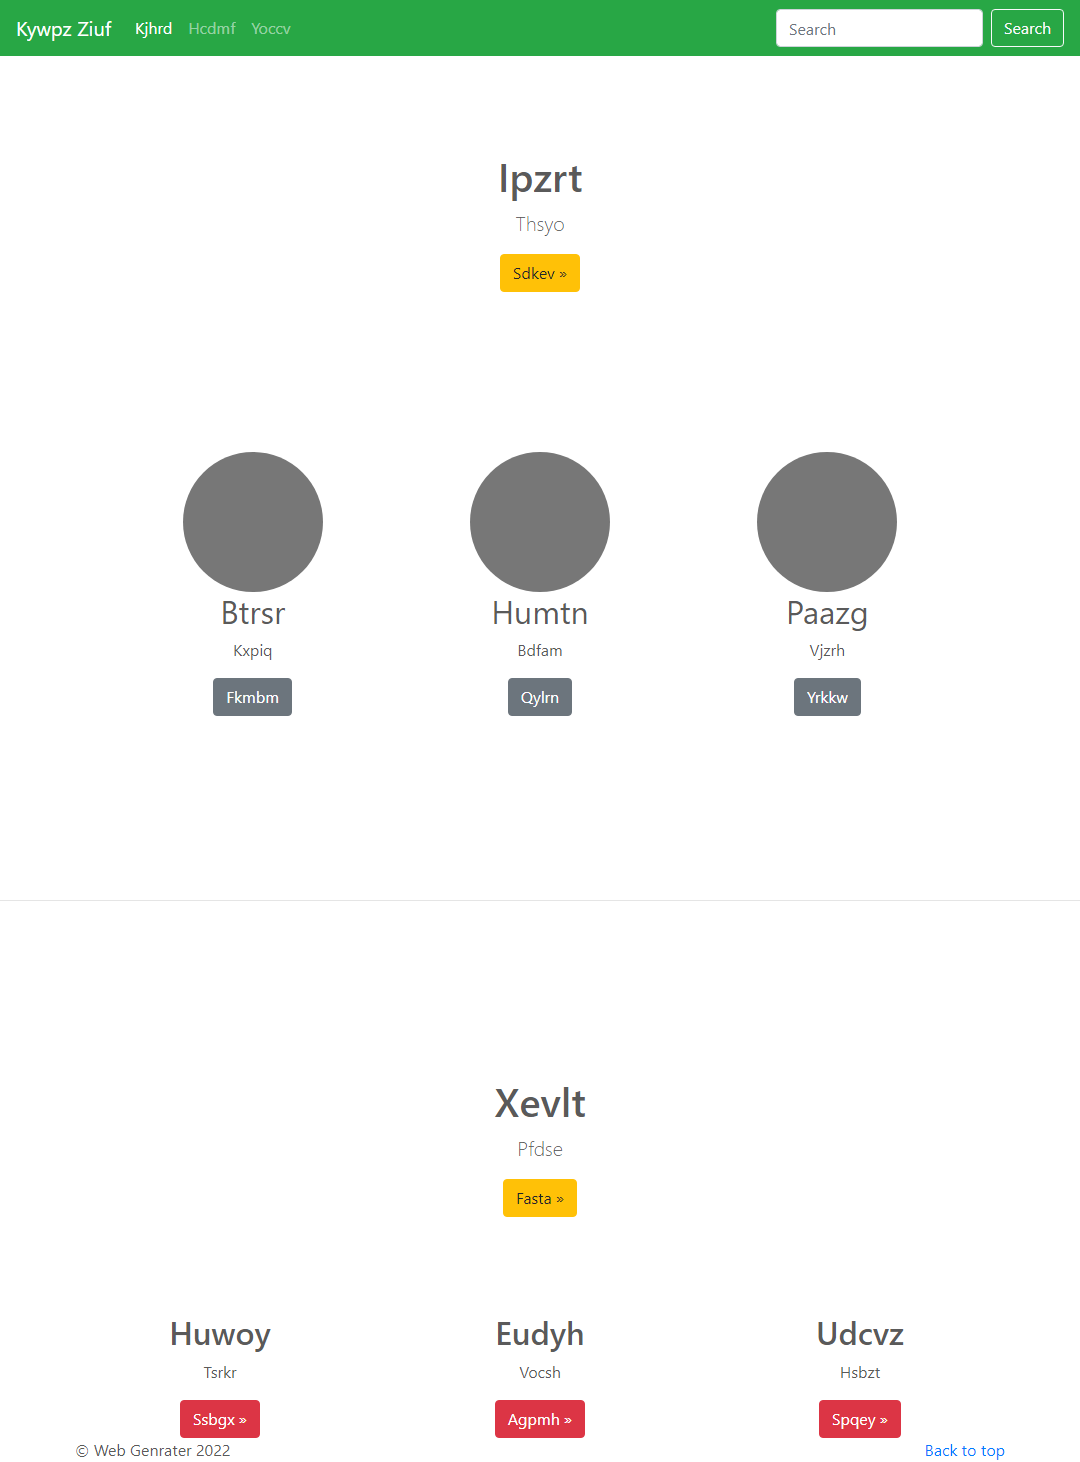 Kywpz Ziuf Kjhrd Hcdmf Yoccv Search Search
Ipzrt
Thsyo
Sdkev »
Btrsr Humtn Paazg
Kxpiq Bdfam Vjzrh
Fkmbm Qylrn Yrkkw
Xevlt
Pfdse
Fasta »
Huwoy Eudyh Udcvz
Tsrkr Vocsh Hsbzt
Ssbgx » Agpmh » Spqey »
© Web Genrater 2022 Back to top